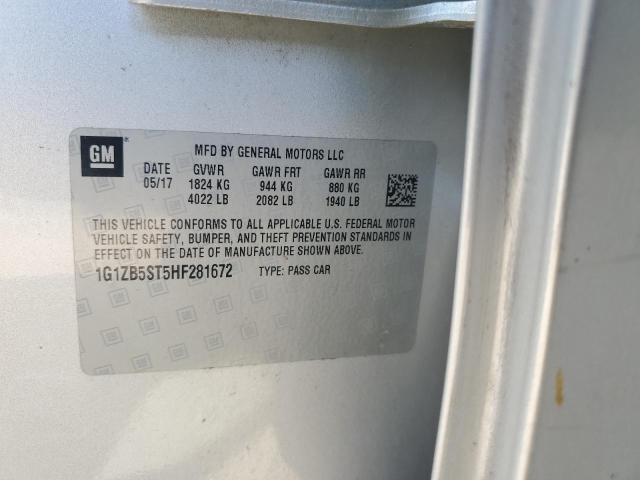 GM
MFD BY GENERAL MOTORS LLC
DATE GVWR GAWR FRT GAWR RR
05/17 1824 KG 944 KG 880 KG
4022 LB 2082 LB 1940 LB
THIS VEHICLE CONFORMS TO ALL APPLICABLE U.S. FEDERAL MOTOR
VEHICLE SAFETY, BUMPER, AND THEFT PREVENTION STANDARDS IN
EFFECT ON THE DATE OF MANUFACTURE SHOWN ABOVE.
1G1ZB5ST5HF281672 TYPE: PASS CAR